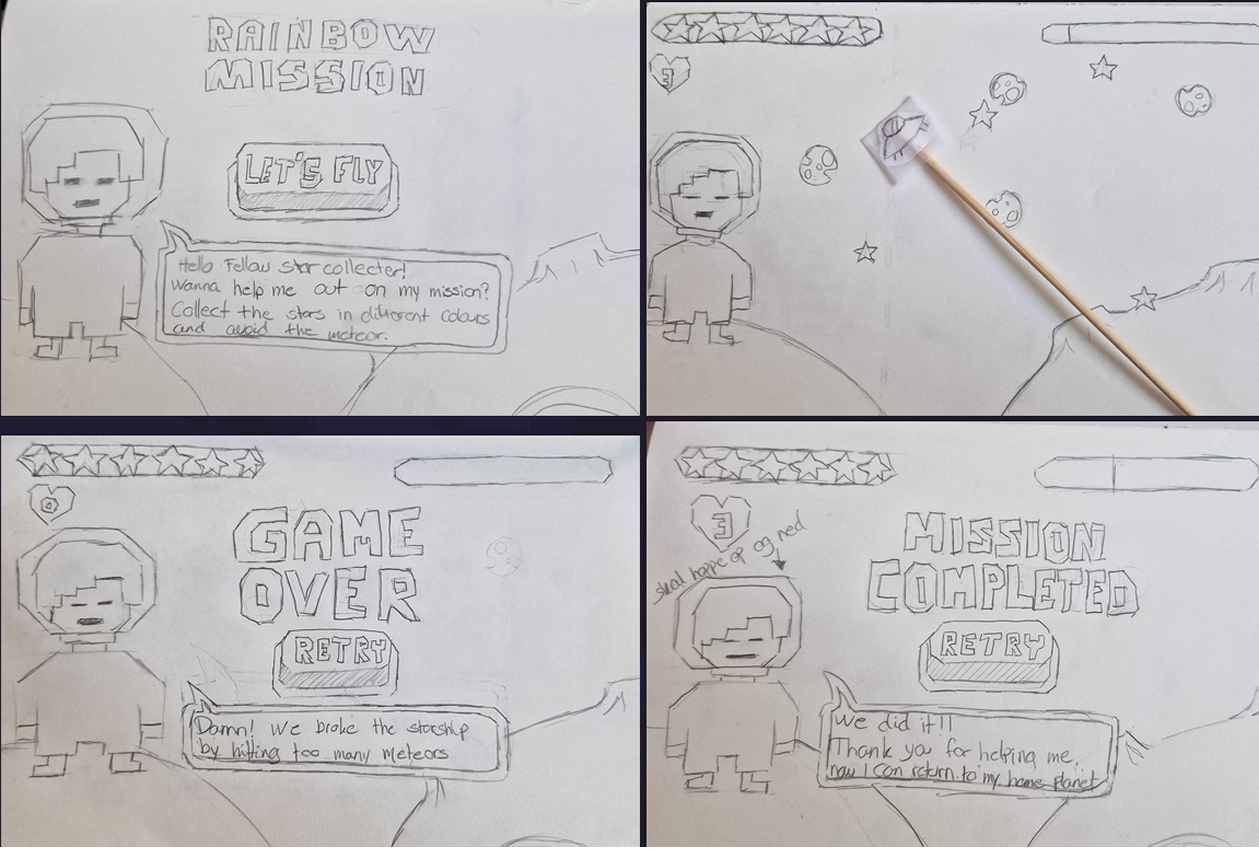 RAINBOW
MISSION
LET'S FLY
Hello Fellow star collecter!
Wanna help me out on my mission?
Collect the stars in different colours
and avoid the meteor.
3
0
GAME
OVER
RETRY
Damn! We broke the starship
by hitting too many meteors
3
skal hoppe op og ned
MISSION
COMPLETED
RETRY
We did it!!
Thank you for helping me,
now I can return to my home planet